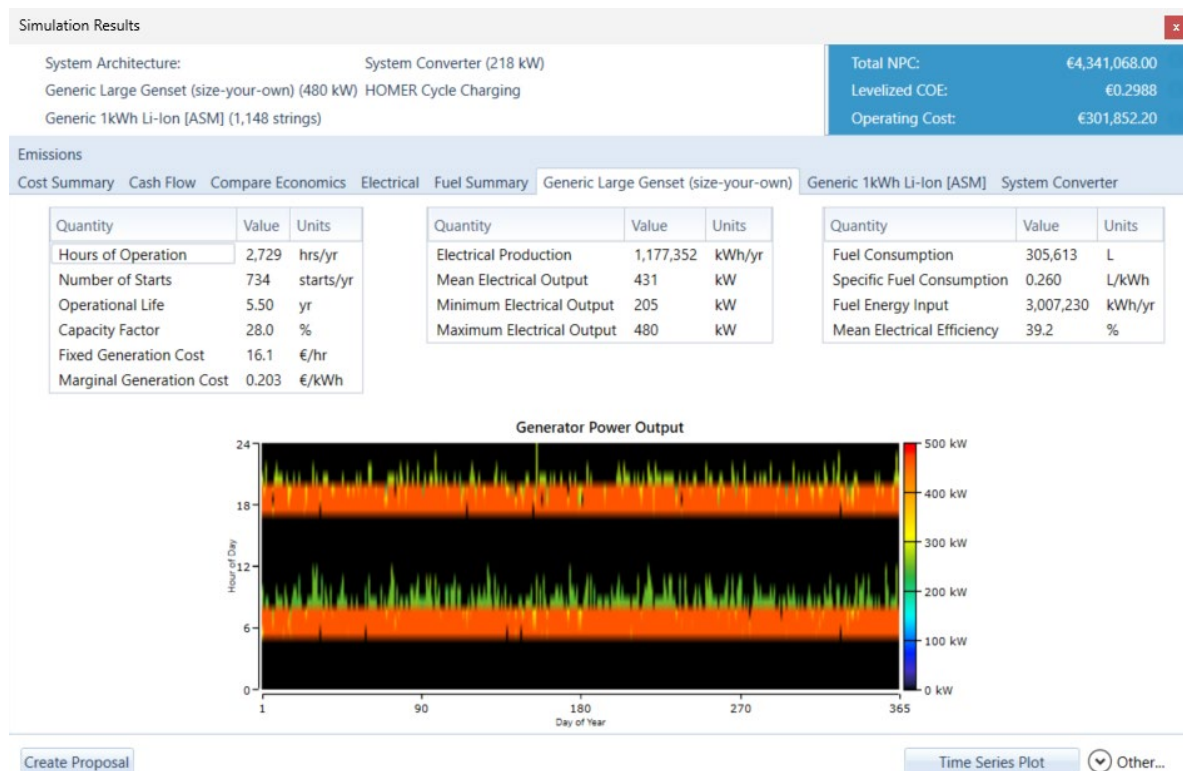 Simulation Results
x
System Architecture: System Converter (218 kW)
Generic Large Genset (size-your-own) (480 kW) HOMER Cycle Charging
Generic 1kWh Li-Ion [ASM] (1,148 strings)
Total NPC: €4,341,068.00
Levelized COE: €0.2988
Operating Cost: €301,852.20
Emissions
Cost Summary Cash Flow Compare Economics Electrical Fuel Summary Generic Large Genset (size-your-own) Generic 1kWh Li-Ion [ASM] System Converter
Quantity Value Units
Hours of Operation 2,729 hrs/yr
Number of Starts 734 starts/yr
Operational Life 5.50 yr
Capacity Factor 28.0 %
Fixed Generation Cost 16.1 €/hr
Marginal Generation Cost 0.203 €/kWh
Quantity Value Units
Electrical Production 1,177,352 kWh/yr
Mean Electrical Output 431 kW
Minimum Electrical Output 205 kW
Maximum Electrical Output 480 kW
Quantity Value Units
Fuel Consumption 305,613 L
Specific Fuel Consumption 0.260 L/kWh
Fuel Energy Input 3,007,230 kWh/yr
Mean Electrical Efficiency 39.2 %
Generator Power Output
Hour of Day
24
18
12
6
0
1 90 180 270 365
Day of Year
500 kW
400 kW
300 kW
200 kW
100 kW
0 kW
Create Proposal Time Series Plot Other...